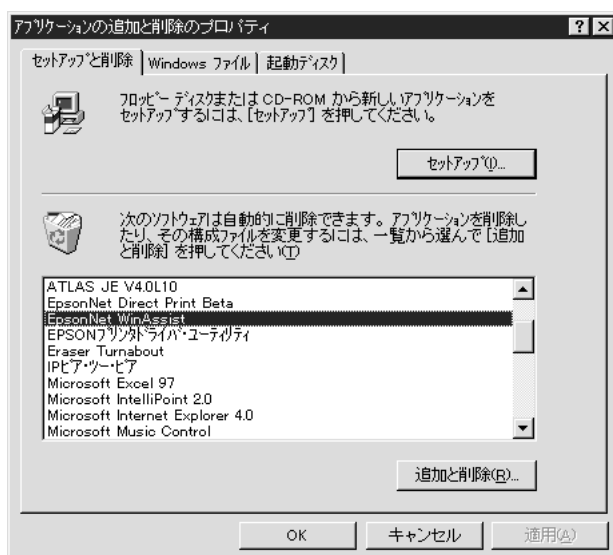 アプリケーションの追加と削除のプロパティ
セットアップと削除 Windows ファイル 起動ディスク
フロッピー ディスクまたは CD-ROM から新しいアプリケーションを
セットアップするには、[セットアップ] を押してください。
セットアップ(I)...
次のソフトウェアは自動的に削除できます。アプリケーションを削除し
たり、その構成ファイルを変更するには、一覧から選んで [追加
と削除] を押してください(T)
ATLAS JE V4.0L10
EpsonNet Direct Print Beta
EpsonNet WinAssist
EPSONプリンタドライバ・ユーティリティ
Eraser Turnabout
IPピア・ツー・ピア
Microsoft Excel 97
Microsoft IntelliPoint 2.0
Microsoft Internet Explorer 4.0
Microsoft Music Control
追加と削除(R)...
OK キャンセル 適用(A)